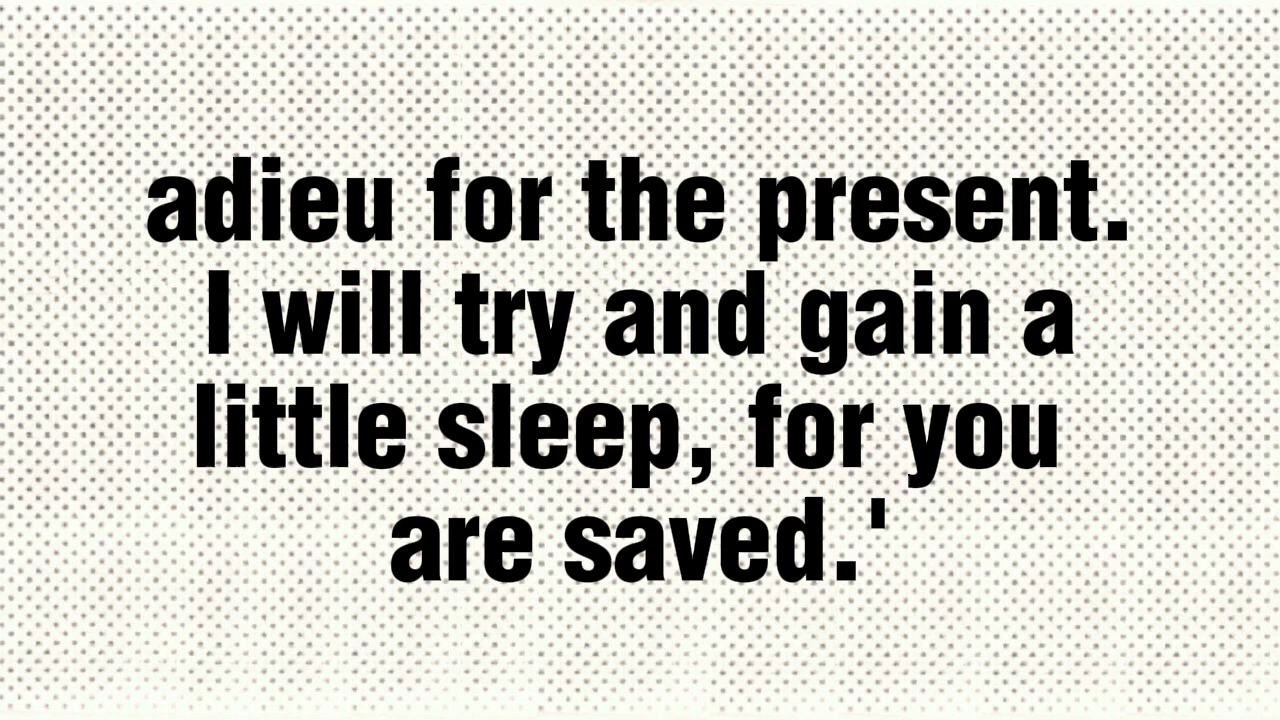 adieu for the present.
I will try and gain a
little sleep, for you
are saved.'